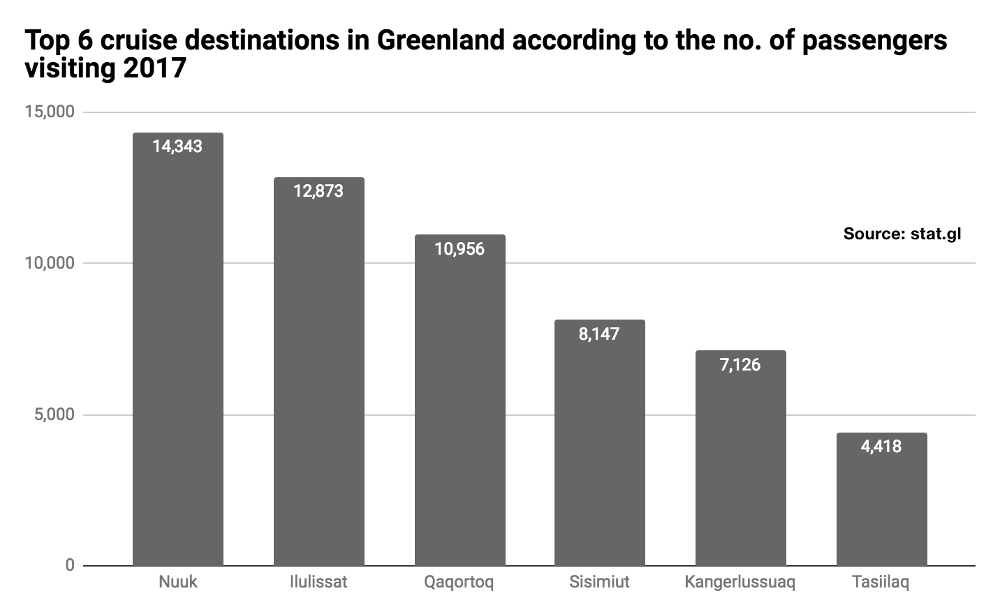 Top 6 cruise destinations in Greenland according to the no. of passengers
visiting 2017
15,000
14,343
12,873
Source: stat.gl
10,956
10,000
8,147
7,126
5,000
4,418
0
Nuuk Ilulissat Qaqortoq Sisimiut Kangerlussuaq Tasiilaq